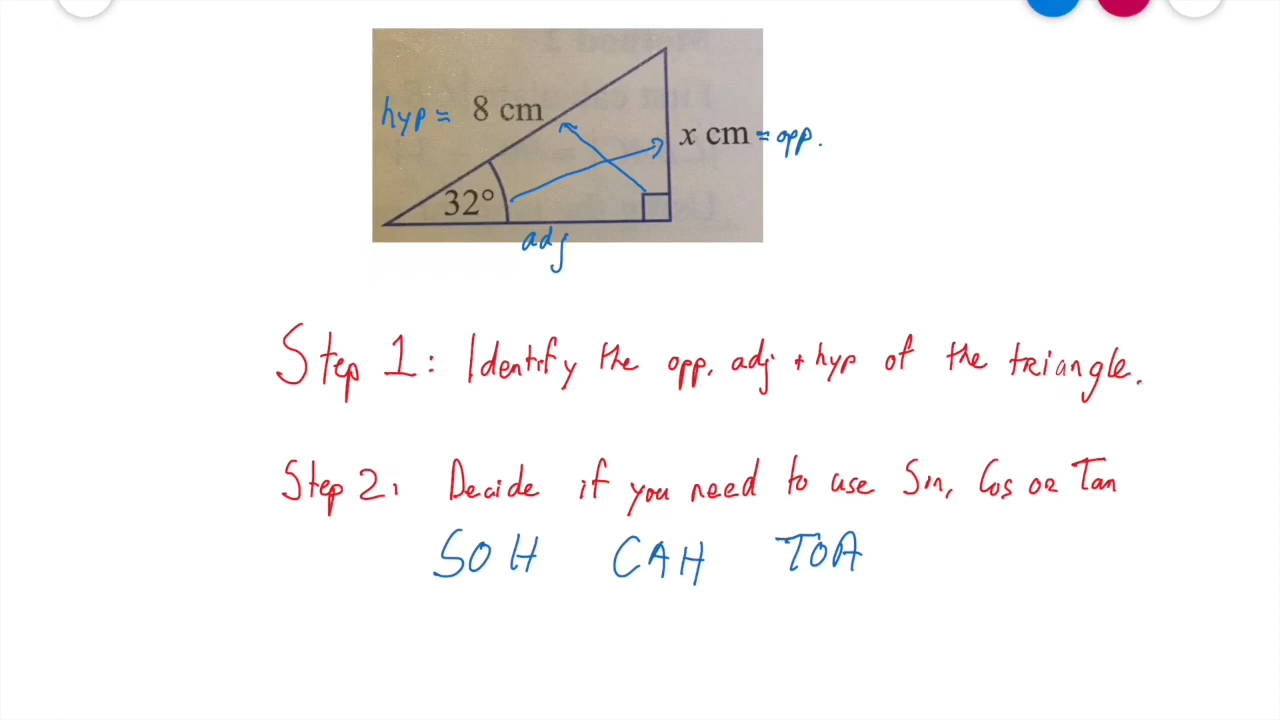 hyp = 8 cm
x cm = opp.
32°
adj
Step 1: Identify the opp. adj + hyp of the triangle.
Step 2: Decide if you need to use Sin, Cos or Tan
SOH CAH TOA